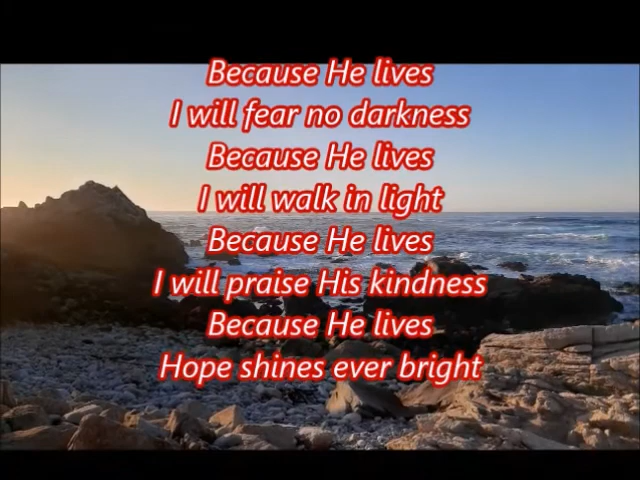 Because He lives
I will fear no darkness
Because He lives
I will walk in light
Because He lives
I will praise His kindness
Because He lives
Hope shines ever bright